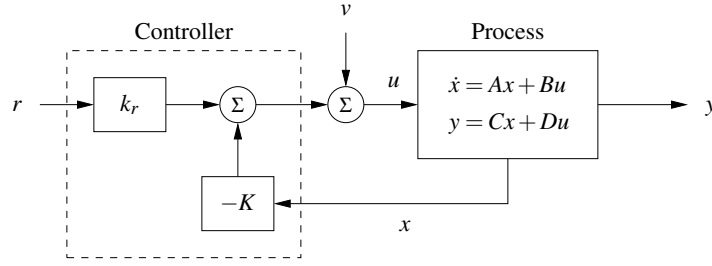 Controller
v
Process
r
k_r
Σ
Σ
u
ẋ = Ax + Bu
y = Cx + Du
y
−K
x